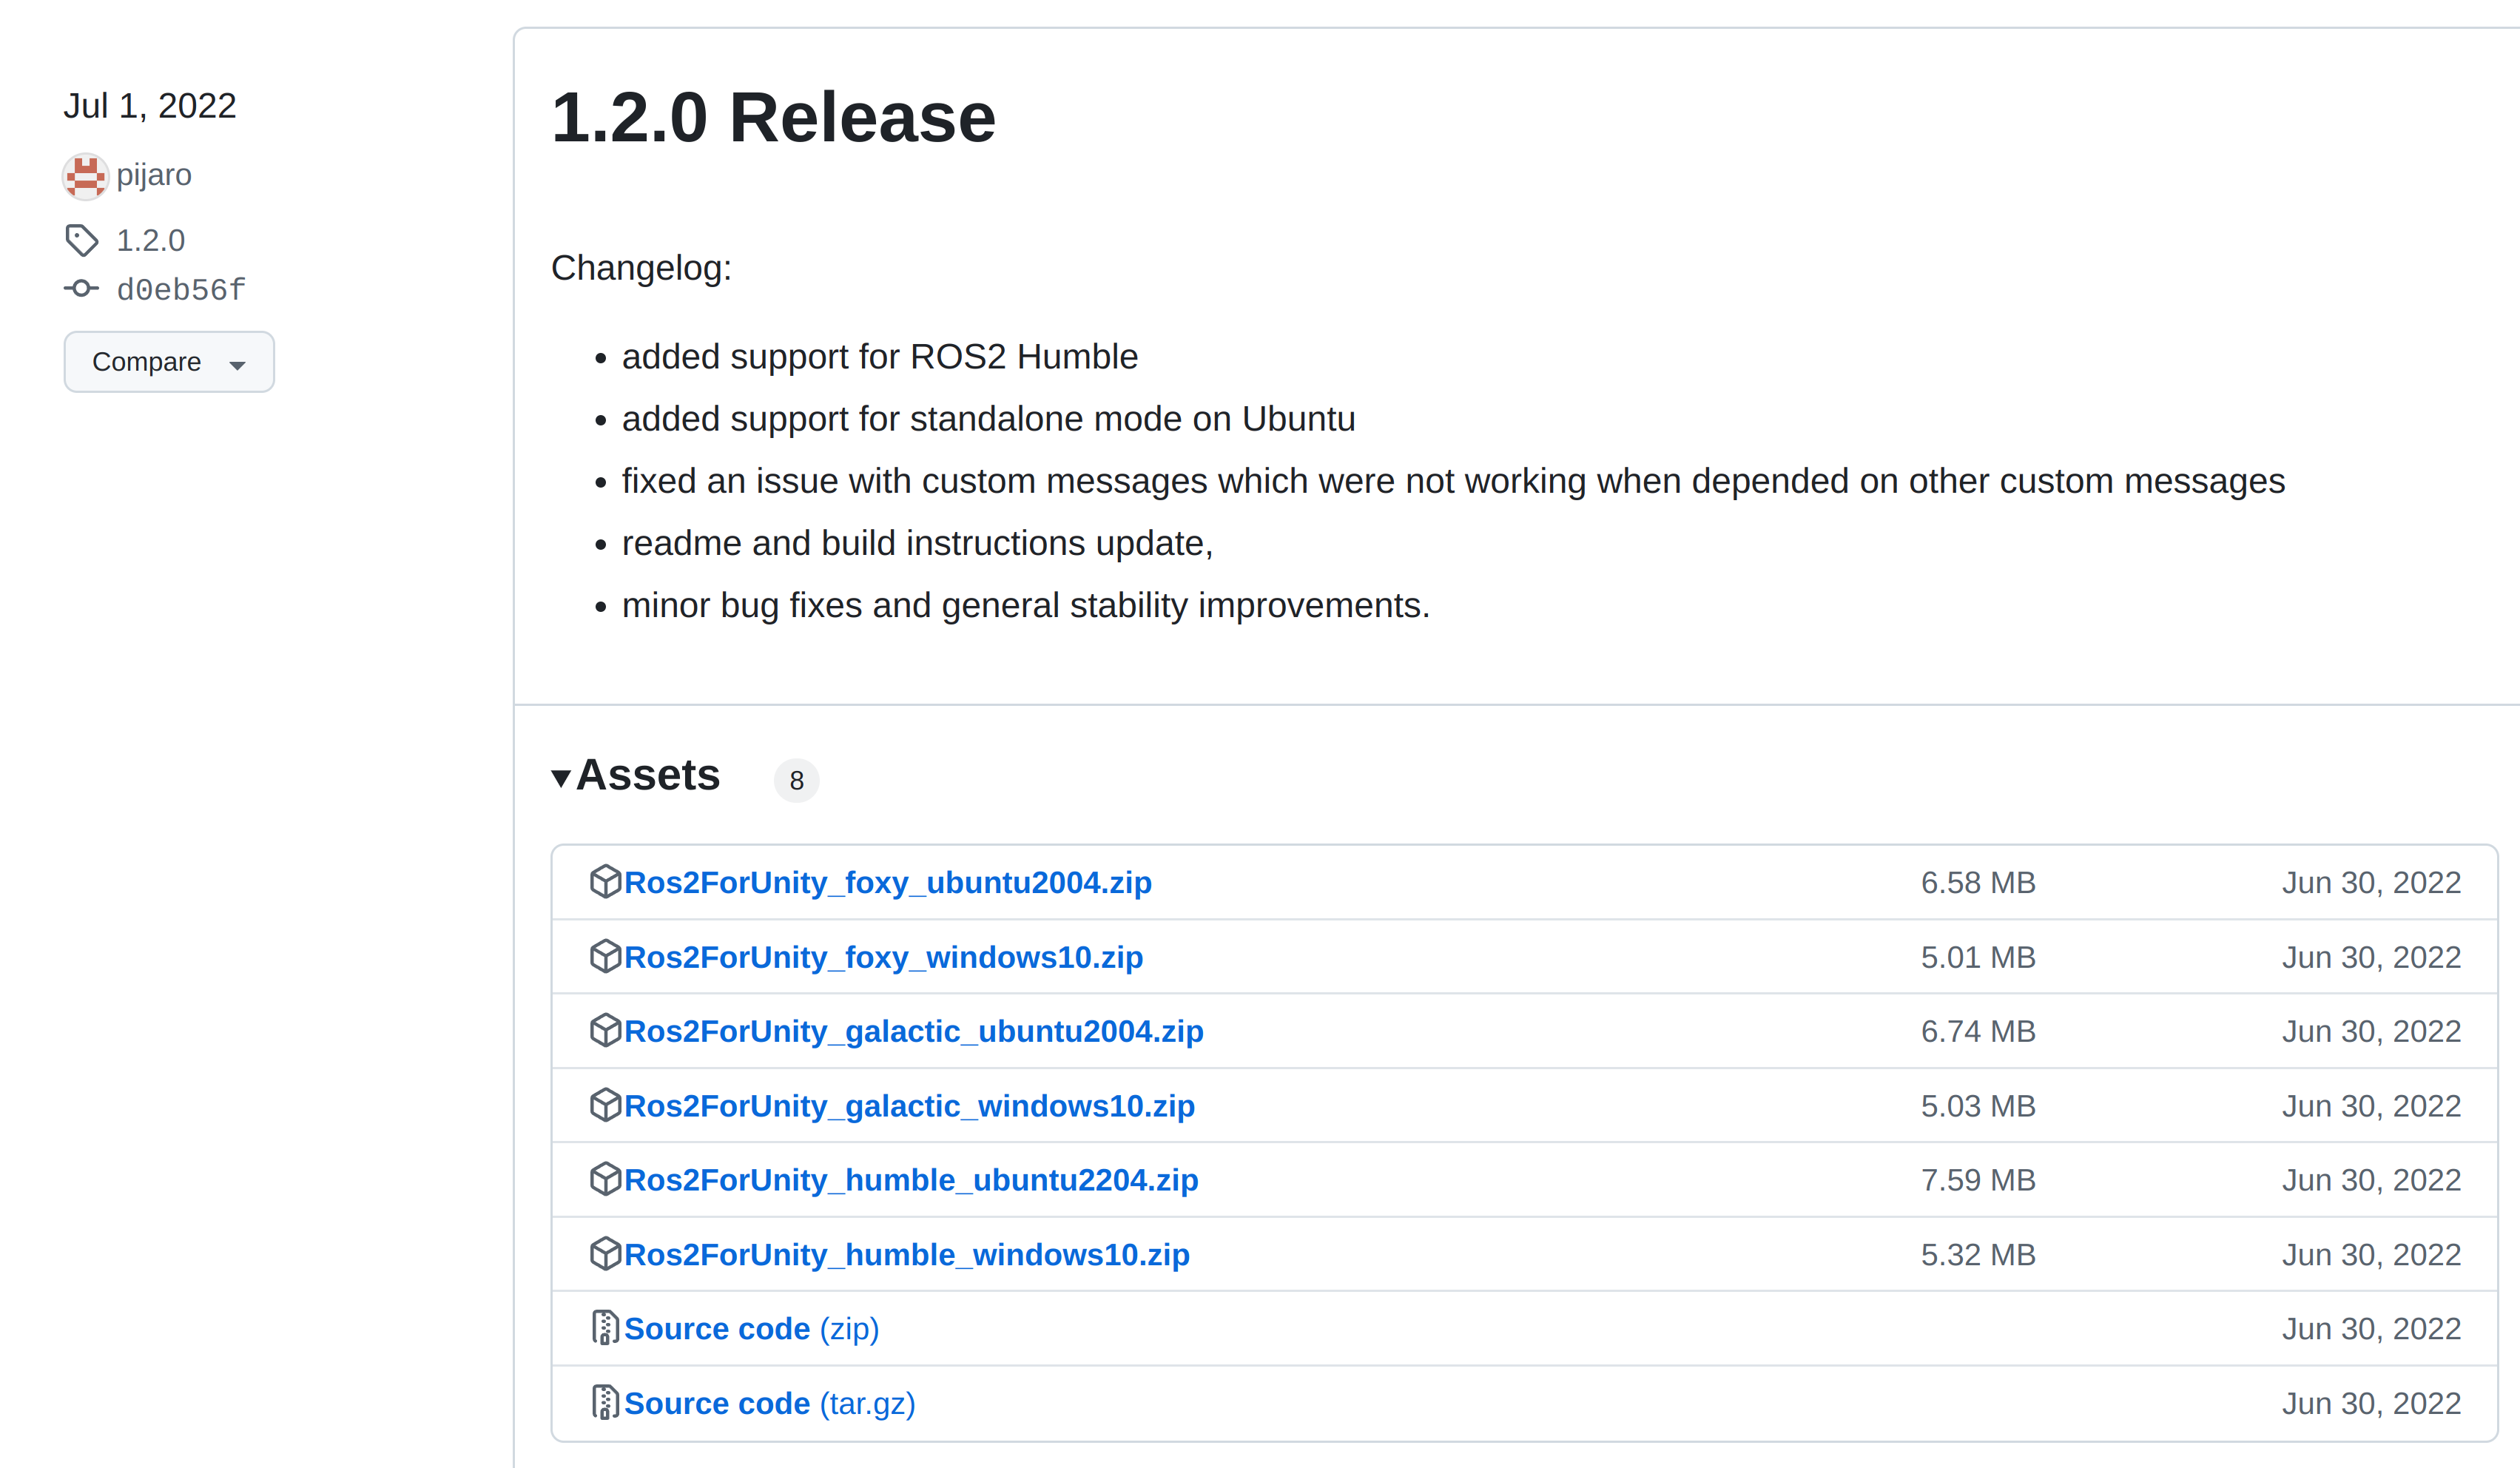 Jul 1, 2022
pijaro
1.2.0
d0eb56f
Compare
1.2.0 Release
Changelog:
added support for ROS2 Humble
added support for standalone mode on Ubuntu
fixed an issue with custom messages which were not working when depended on other custom messages
readme and build instructions update,
minor bug fixes and general stability improvements.
Assets 8
Ros2ForUnity_foxy_ubuntu2004.zip 6.58 MB Jun 30, 2022
Ros2ForUnity_foxy_windows10.zip 5.01 MB Jun 30, 2022
Ros2ForUnity_galactic_ubuntu2004.zip 6.74 MB Jun 30, 2022
Ros2ForUnity_galactic_windows10.zip 5.03 MB Jun 30, 2022
Ros2ForUnity_humble_ubuntu2204.zip 7.59 MB Jun 30, 2022
Ros2ForUnity_humble_windows10.zip 5.32 MB Jun 30, 2022
Source code (zip) Jun 30, 2022
Source code (tar.gz) Jun 30, 2022